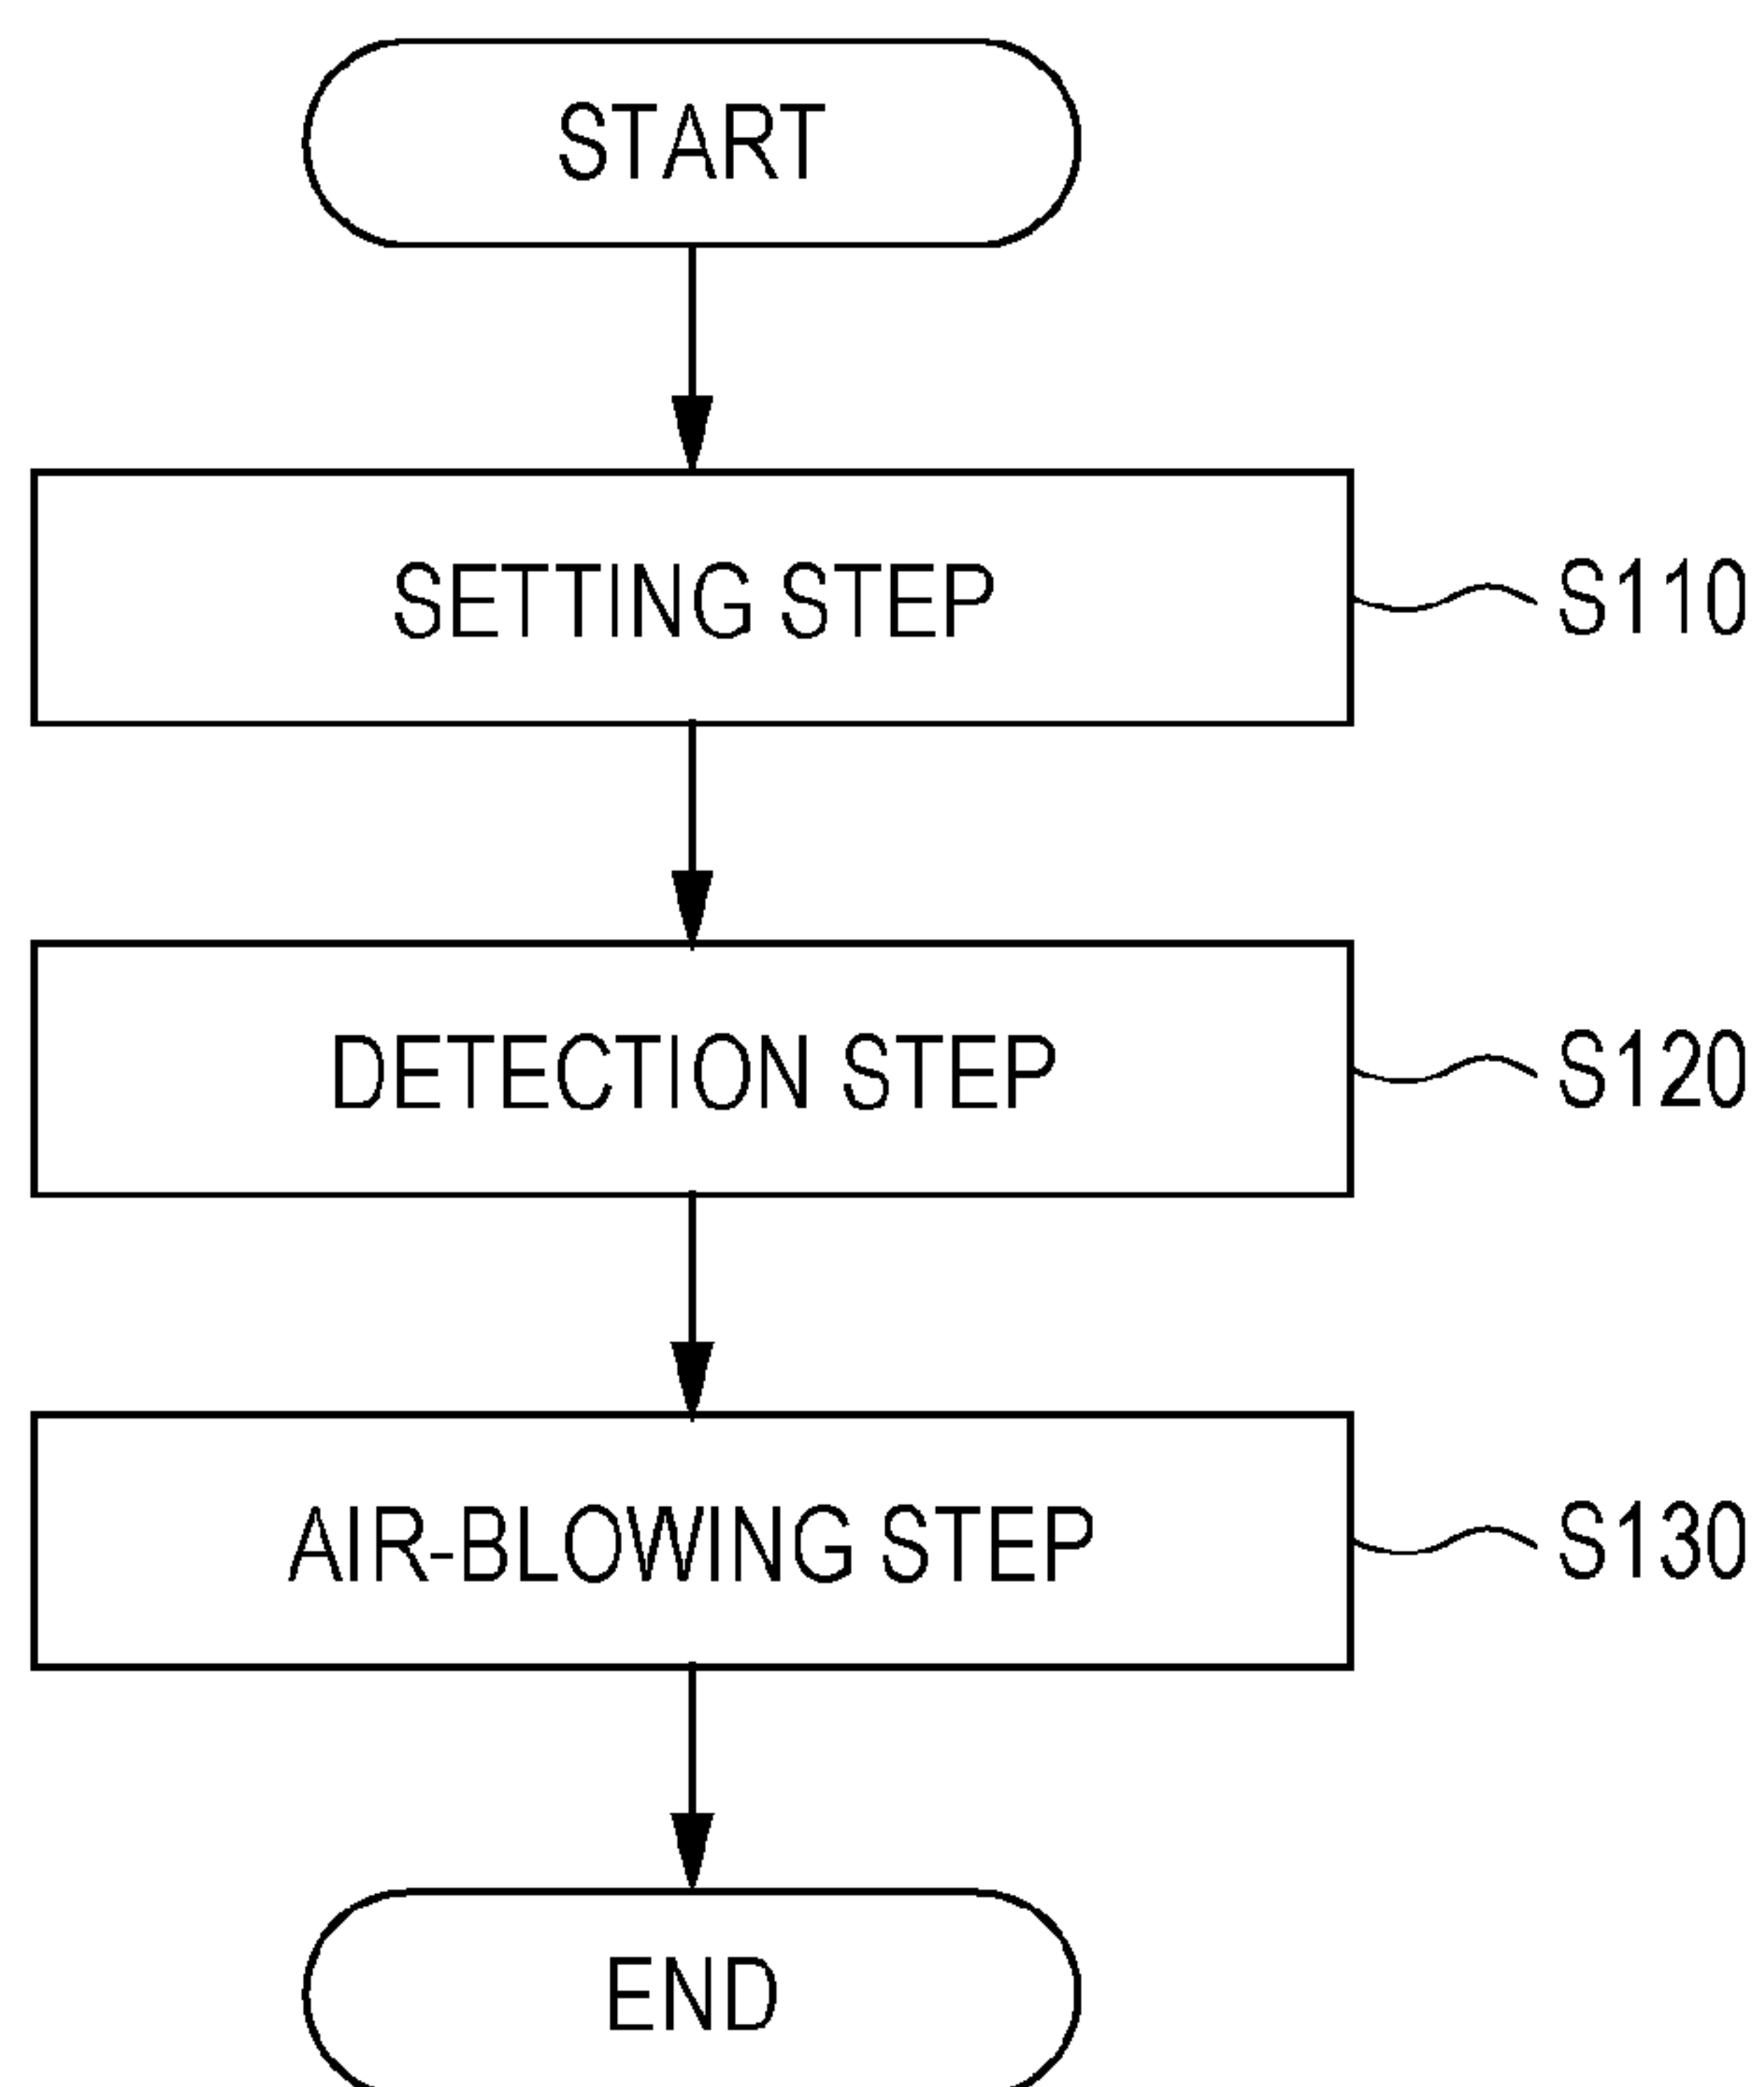 START
SETTING STEP
S110
DETECTION STEP
S120
AIR-BLOWING STEP
S130
END